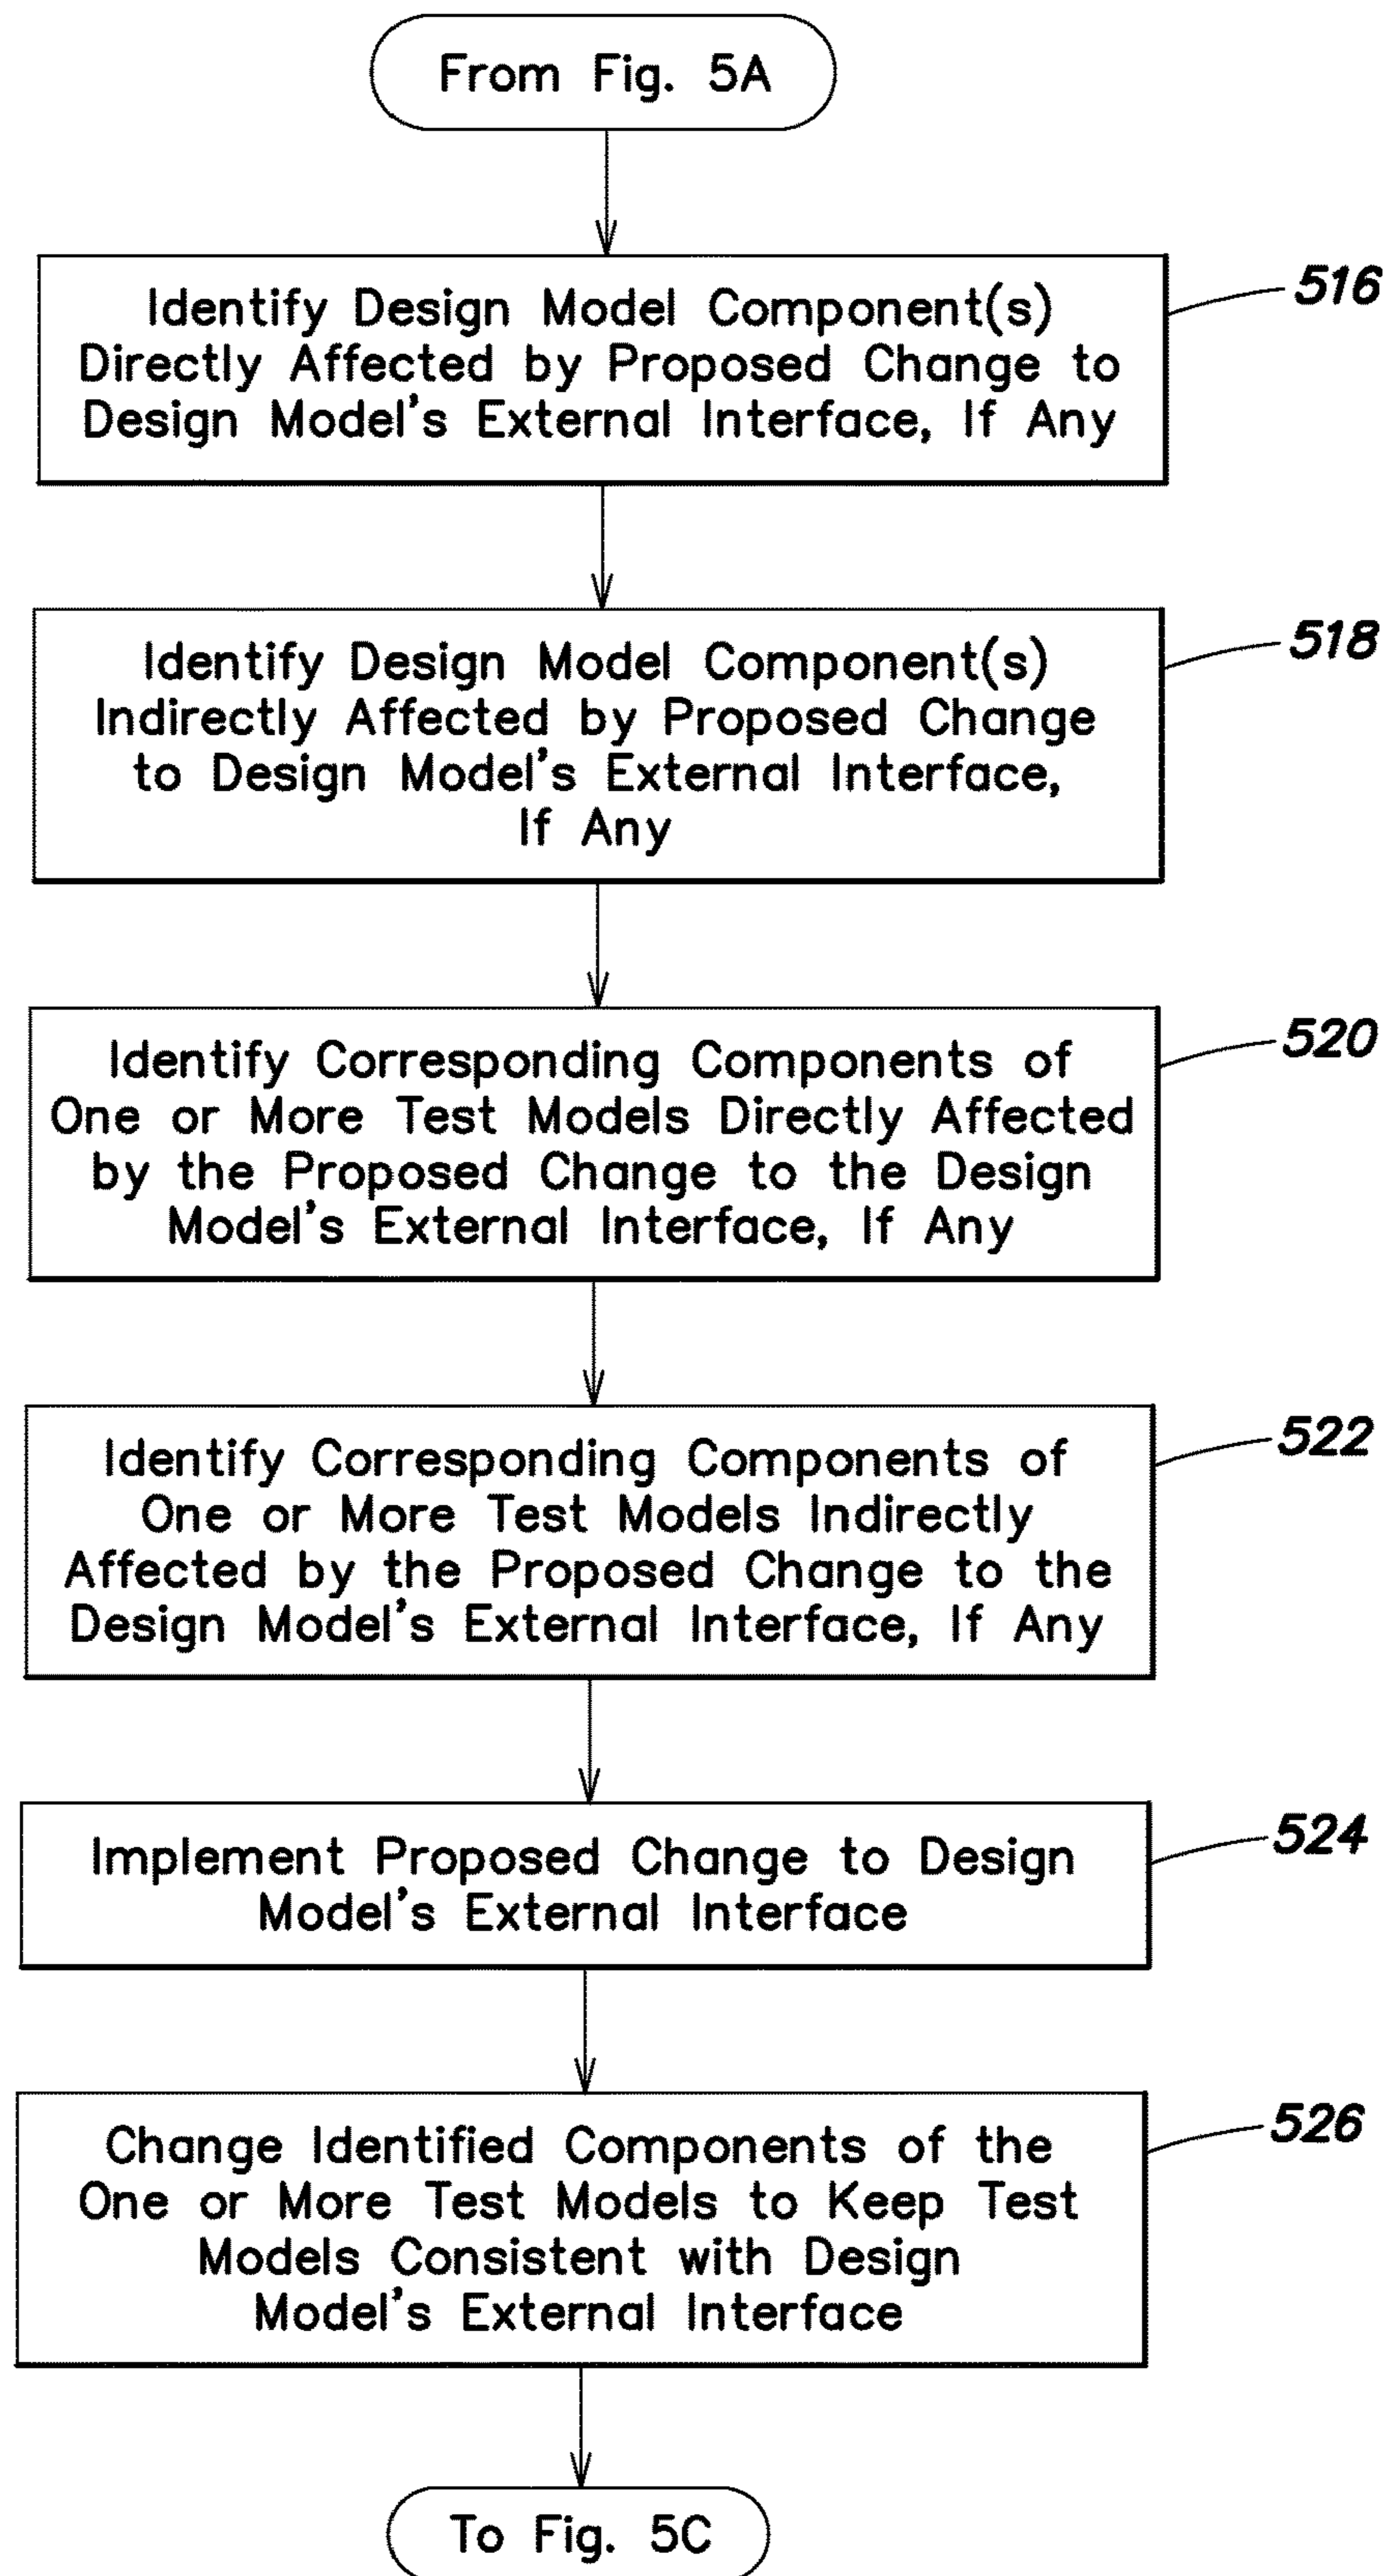 From Fig. 5A
Identify Design Model Component(s)
Directly Affected by Proposed Change to
Design Model's External Interface, If Any
516
Identify Design Model Component(s)
Indirectly Affected by Proposed Change
to Design Model's External Interface,
If Any
518
Identify Corresponding Components of
One or More Test Models Directly Affected
by the Proposed Change to the Design
Model's External Interface, If Any
520
Identify Corresponding Components of
One or More Test Models Indirectly
Affected by the Proposed Change to the
Design Model's External Interface, If Any
522
Implement Proposed Change to Design
Model's External Interface
524
Change Identified Components of the
One or More Test Models to Keep Test
Models Consistent with Design
Model's External Interface
526
To Fig. 5C